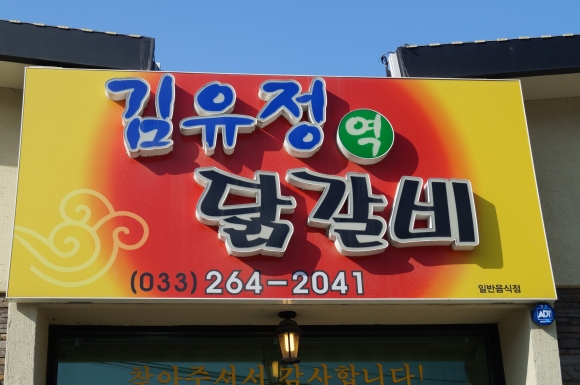 김유정역
닭갈비
(033) 264-2041
일반음식점
ADT
찾아주셔서 감사합니다!